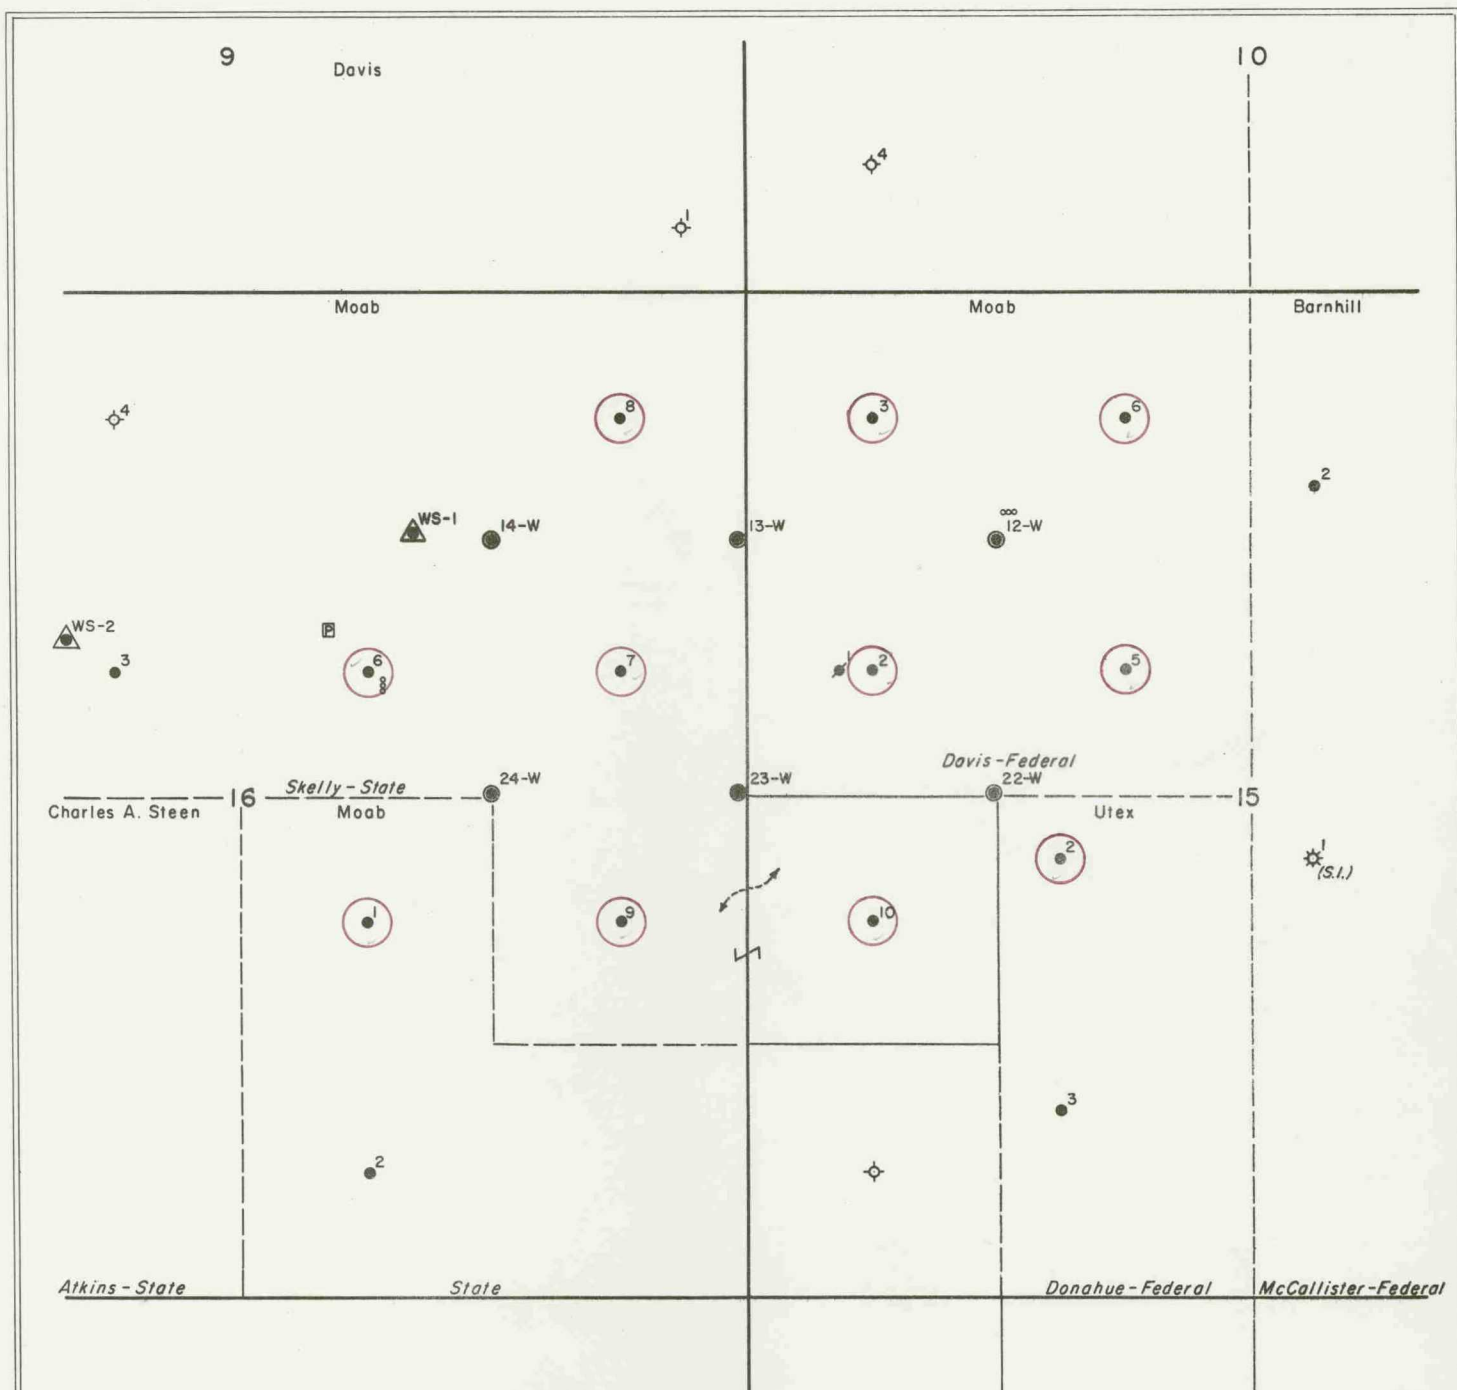 9
Davis
10
4
1
Moab
Moab
Barnhill
4
8
3
6
2
WS-1
14-W
13-W
12-W
WS-2
P
3
6
7
1
2
5
Davis-Federal
24-W
23-W
22-W
Skelly-State
16
15
Charles A. Steen
Moab
Utex
2
1
(S.I.)
1
9
10
3
2
Atkins-State
State
Donahue-Federal
McCallister-Federal